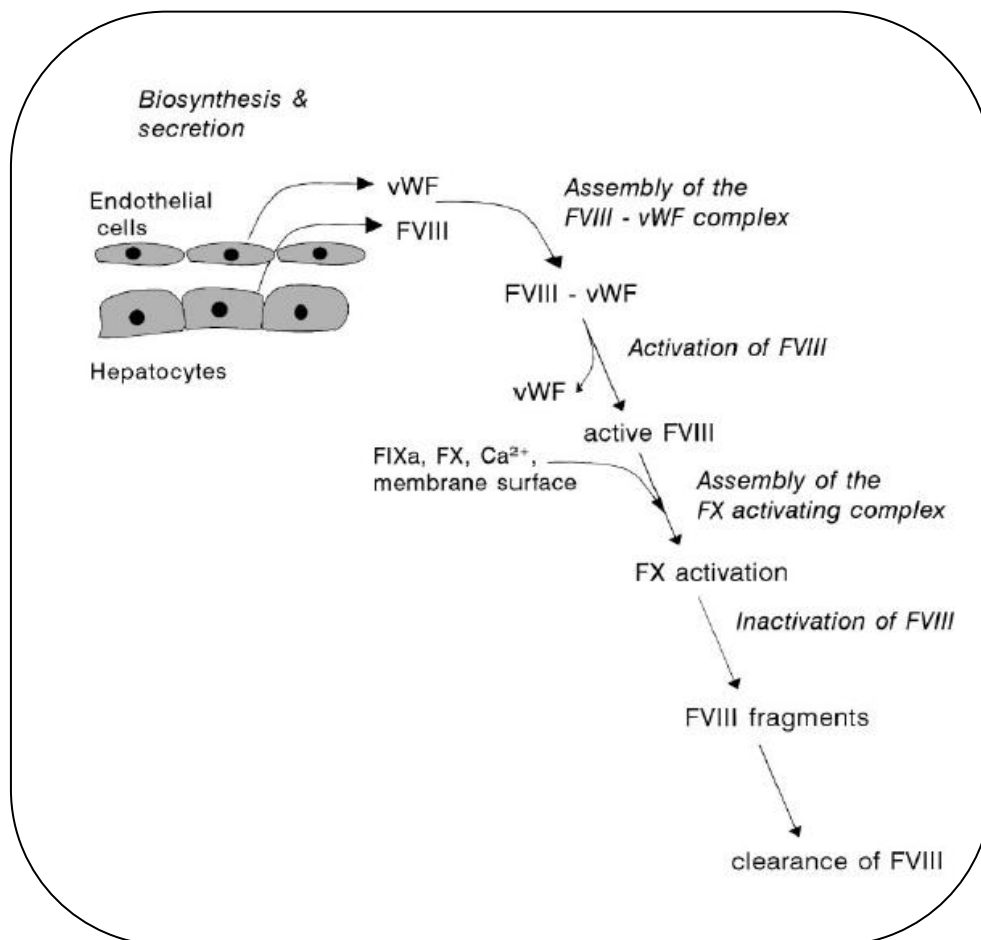 Biosynthesis &
secretion
vWF
Endothelial
cells
FVIII
Assembly of the
FVIII - vWF complex
FVIII - vWF
Hepatocytes
Activation of FVIII
vWF
active FVIII
FIXa, FX, Ca²⁺,
membrane surface
Assembly of the
FX activating complex
FX activation
Inactivation of FVIII
FVIII fragments
clearance of FVIII